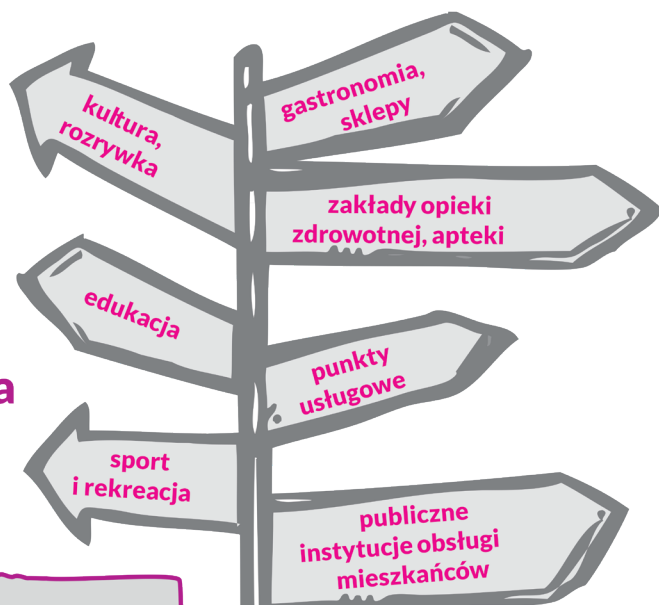 gastronomia,
sklepy
kultura,
rozrywka
zakłady opieki
zdrowotnej, apteki
edukacja
punkty
usługowe
a
sport
i rekreacja
publiczne
instytucje obsługi
mieszkańców